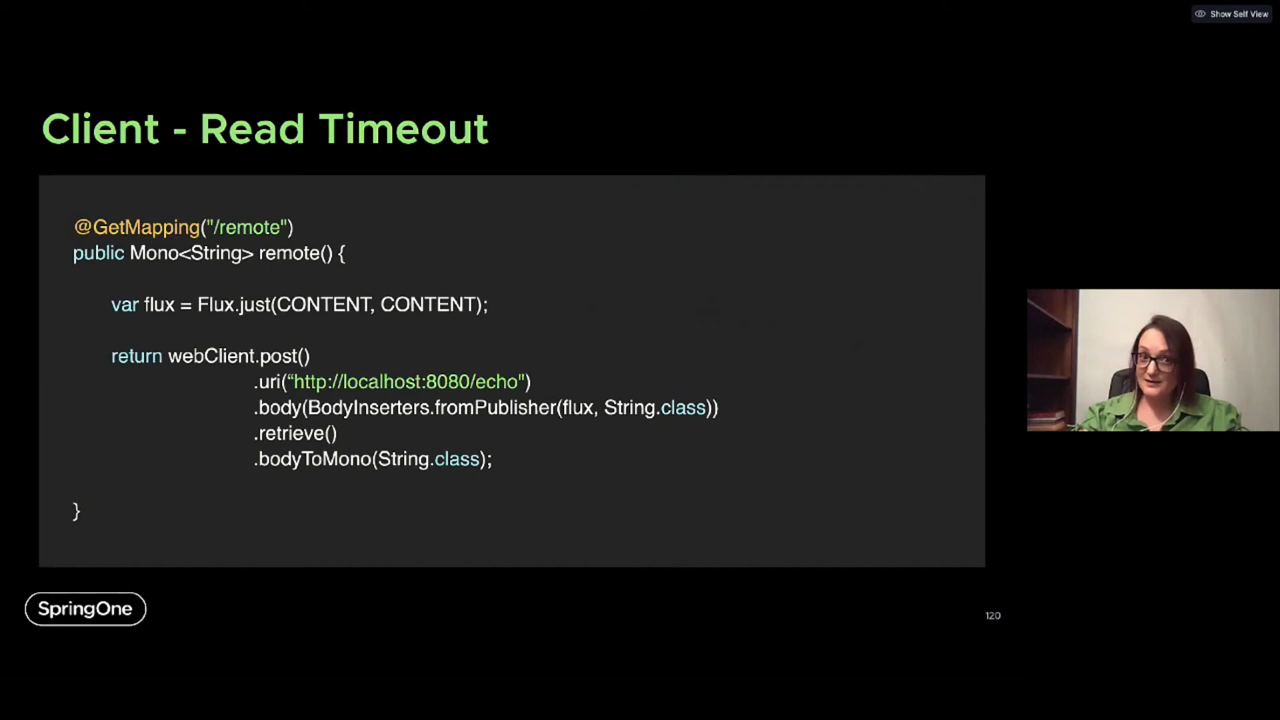 Show Self View
Client - Read Timeout
@GetMapping("/remote")
public Mono<String> remote() {
var flux = Flux.just(CONTENT, CONTENT);
return webClient.post()
.uri(“http://localhost:8080/echo")
.body(BodyInserters.fromPublisher(flux, String.class))
.retrieve()
.bodyToMono(String.class);
}
SpringOne
120